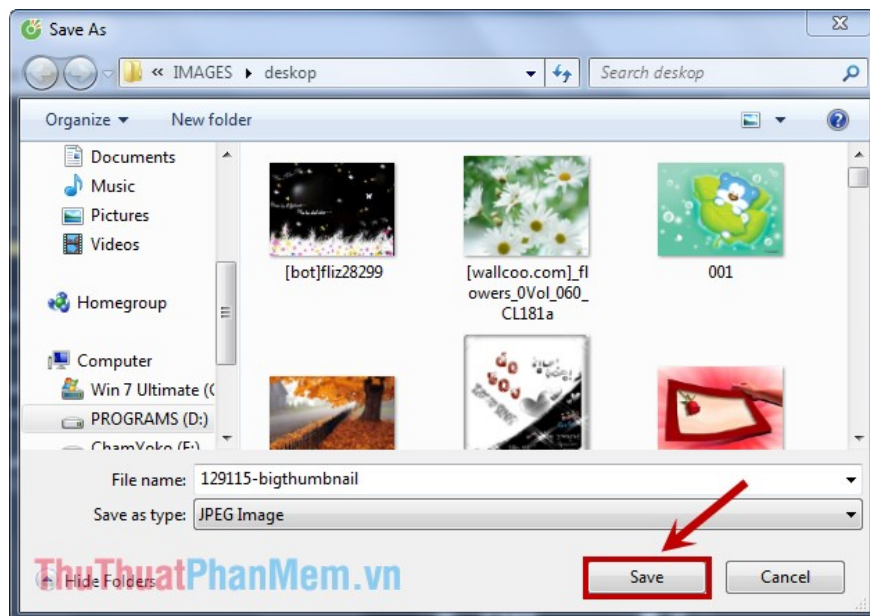 Save As
« IMAGES ▸ deskop
Search deskop
Organize
New folder
Documents
Music
Pictures
Videos
Homegroup
Computer
Win 7 Ultimate (C
PROGRAMS (D:)
ChamYoko (E:)
[bot]fliz28299
[wallcoo.com]_fl
owers_0Vol_060_
CL181a
001
File name: 129115-bigthumbnail
Save as type: JPEG Image
Hide Folders
ThuThuatPhanMem.vn
Save
Cancel